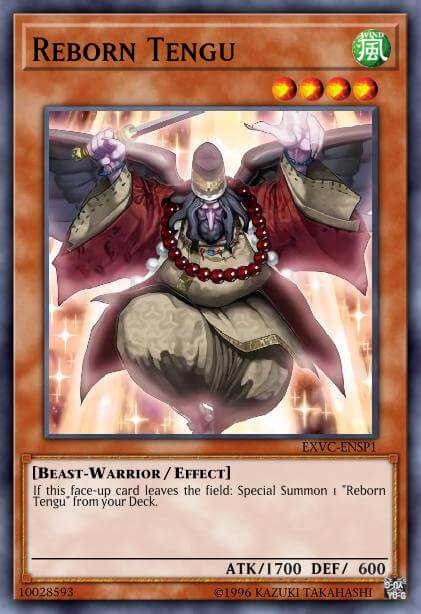 REBORN TENGU
WIND
風
EXVC-ENSP1
[BEAST-WARRIOR / EFFECT]
If this face-up card leaves the field: Special Summon 1 "Reborn
Tengu" from your Deck.
ATK/1700 DEF/ 600
10028593
©1996 KAZUKI TAKAHASHI